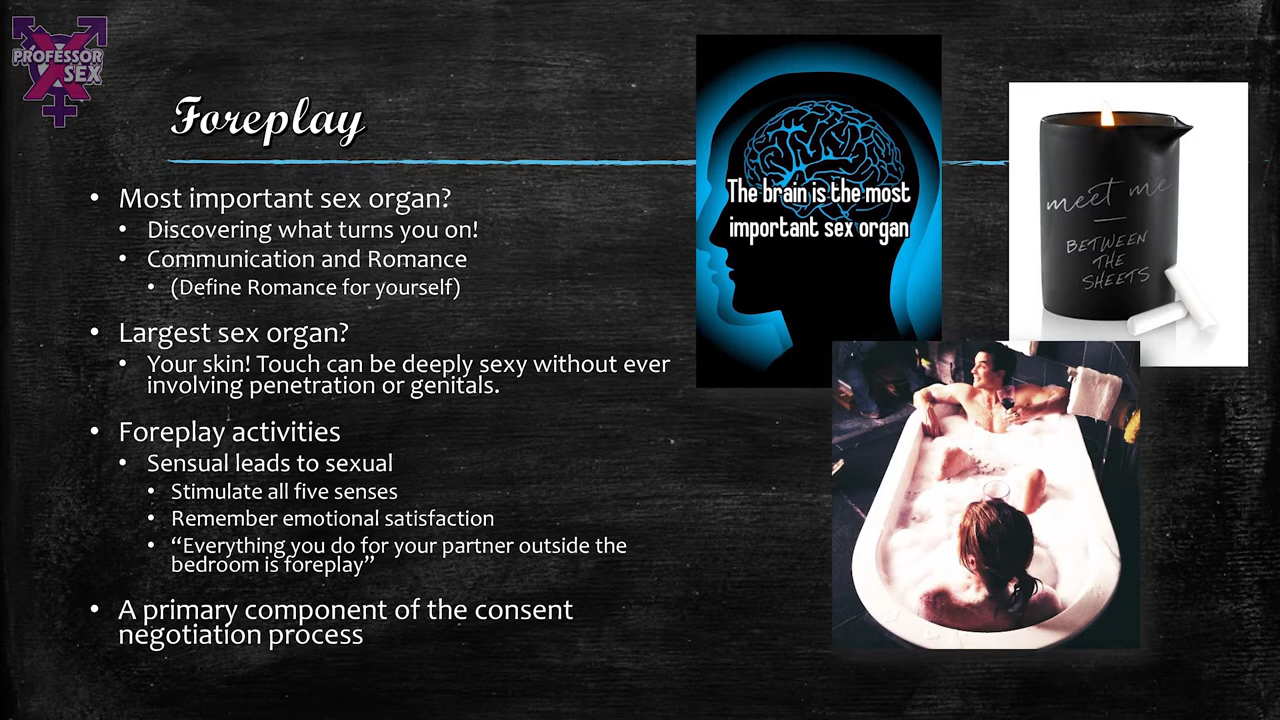 PROFESSOR
SEX
Foreplay
• Most important sex organ?
• Discovering what turns you on!
• Communication and Romance
• (Define Romance for yourself)
• Largest sex organ?
• Your skin! Touch can be deeply sexy without ever
involving penetration or genitals.
• Foreplay activities
• Sensual leads to sexual
• Stimulate all five senses
• Remember emotional satisfaction
• “Everything you do for your partner outside the
bedroom is foreplay”
• A primary component of the consent
negotiation process
The brain is the most
important sex organ
meet me
BETWEEN
THE
SHEETS